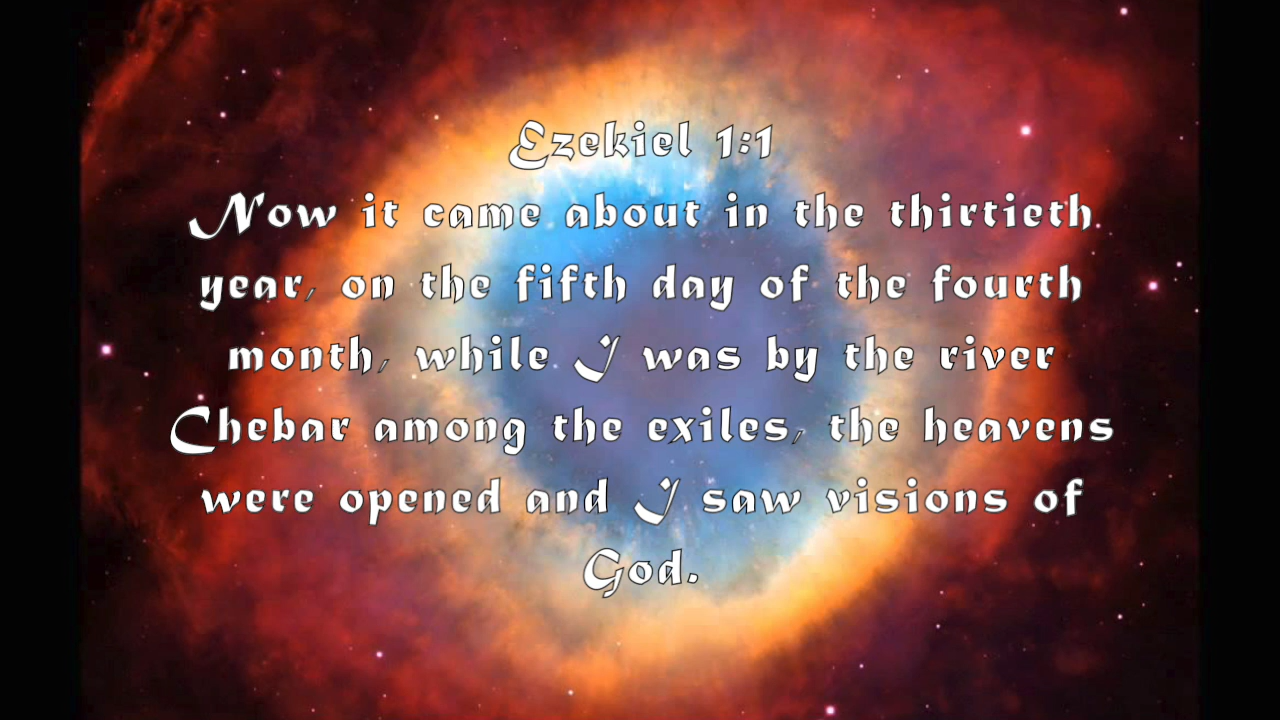 Ezekiel 1:1
Now it came about in the thirtieth
year, on the fifth day of the fourth
month, while I was by the river
Chebar among the exiles, the heavens
were opened and I saw visions of
God.